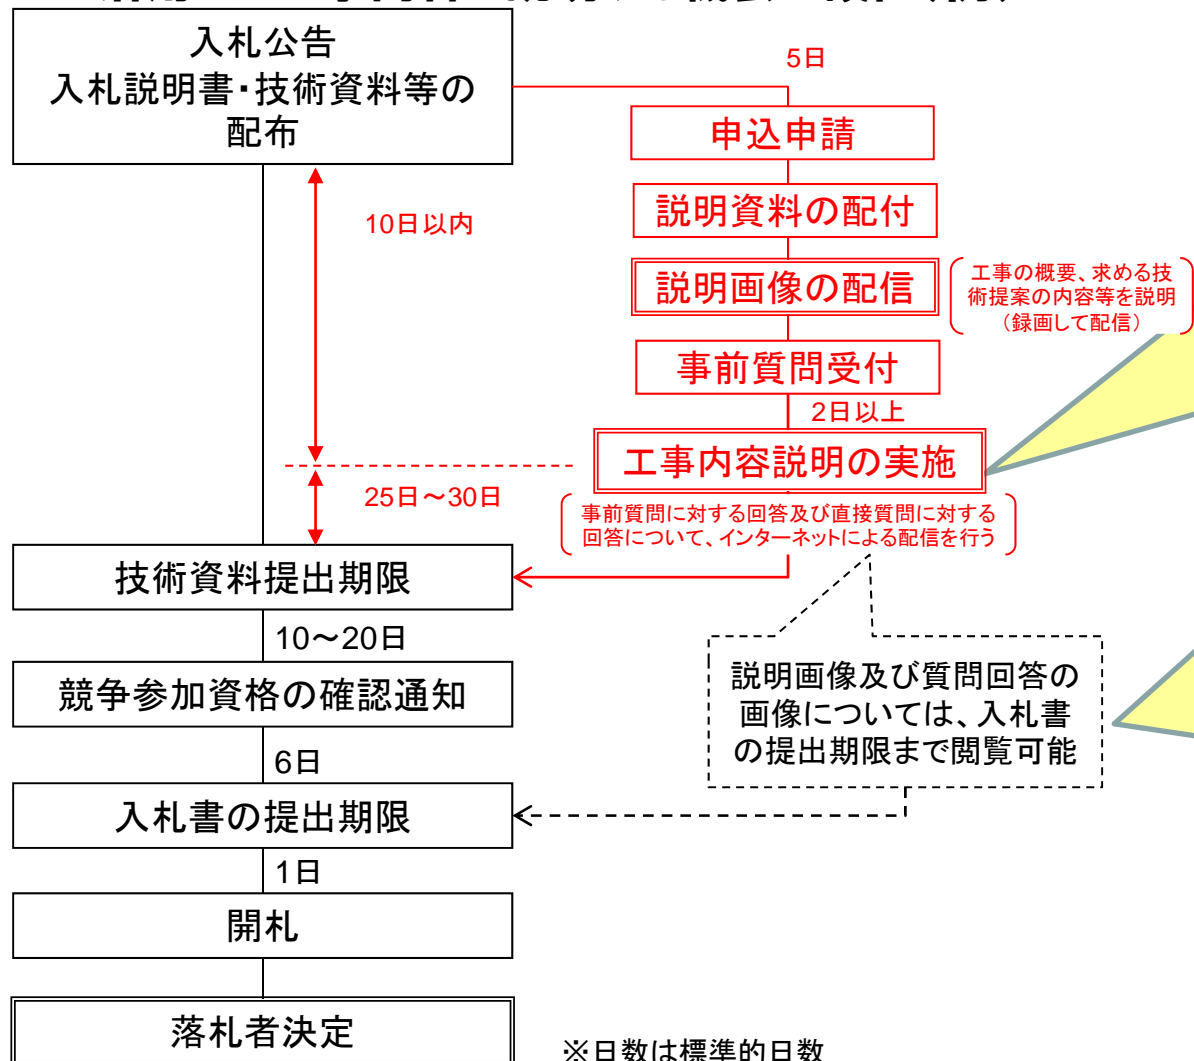 入札公告
入札説明書・技術資料等の
配布
5日
申込申請
説明資料の配付
10日以内
説明画像の配信
工事の概要、求める技
術提案の内容等を説明
（録画して配信）
事前質問受付
2日以上
工事内容説明の実施
25日～30日
事前質問に対する回答及び直接質問に対する
回答について、インターネットによる配信を行う
技術資料提出期限
10～20日
競争参加資格の確認通知
説明画像及び質問回答の
画像については、入札書
の提出期限まで閲覧可能
6日
入札書の提出期限
1日
開札
落札者決定
※日数は標準的日数